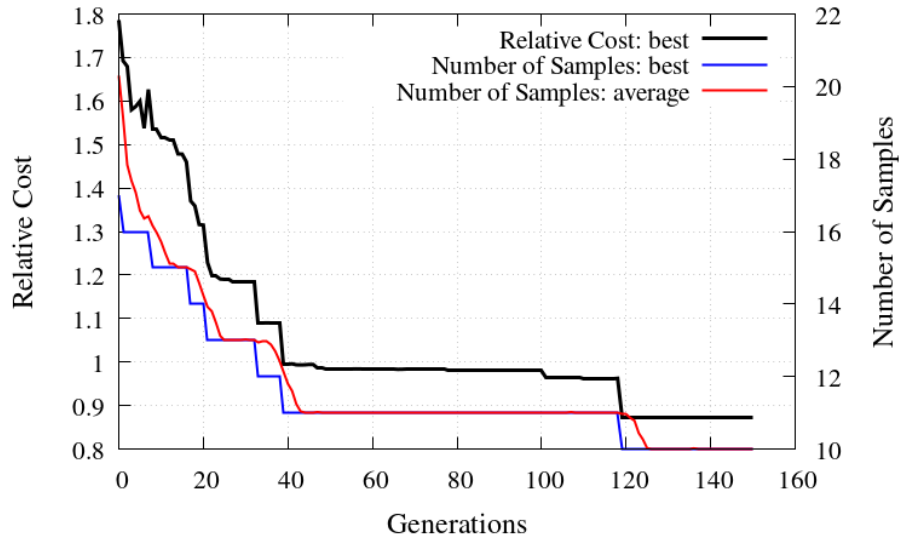 1.8
1.7
1.6
1.5
1.4
1.3
1.2
1.1
1
0.9
0.8
Relative Cost
Relative Cost: best
Number of Samples: best
Number of Samples: average
22
20
18
16
14
12
10
Number of Samples
0 20 40 60 80 100 120 140 160
Generations